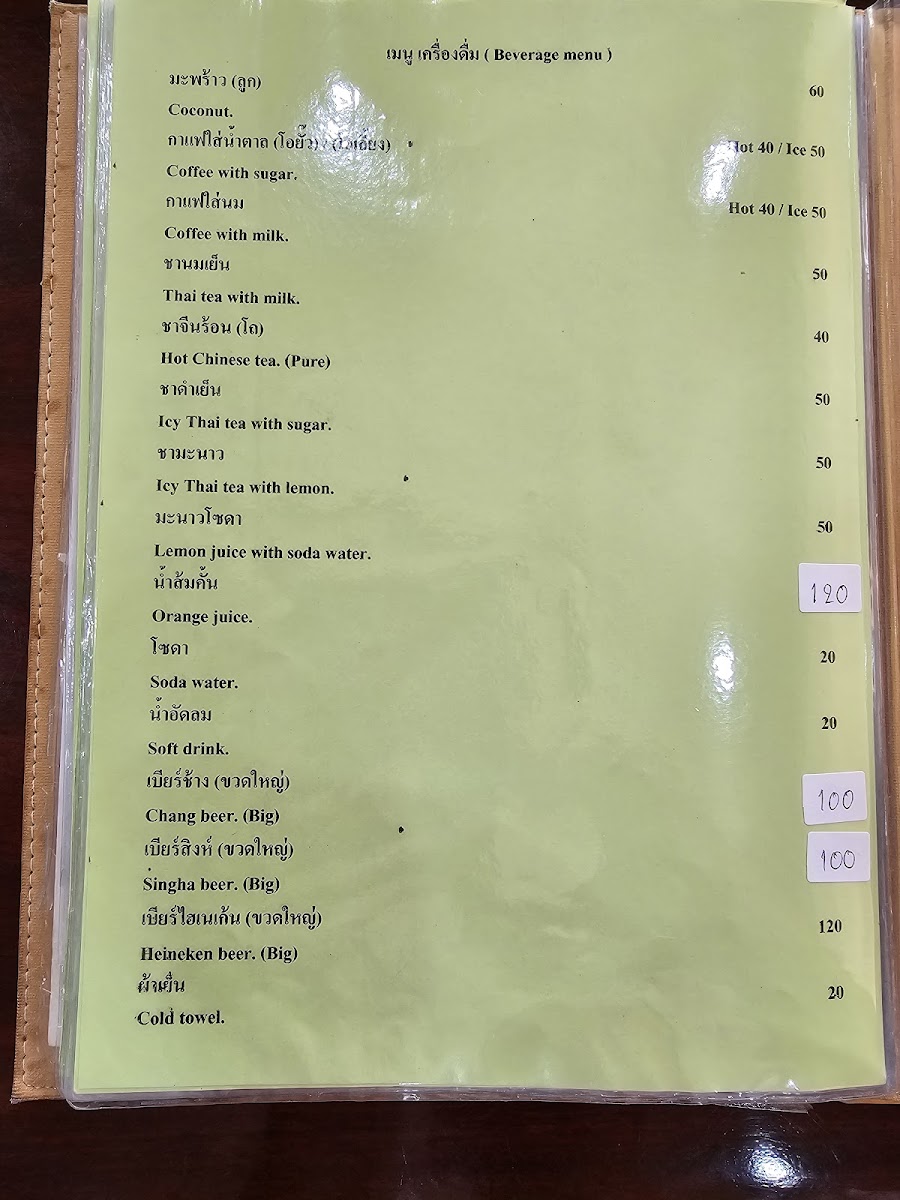 เมนู เครื่องดื่ม ( Beverage menu )
มะพร้าว (ลูก) 60
Coconut.
กาแฟใส่น้ำตาล (โอยั๊ว) / Hot 40 / Ice 50
Coffee with sugar.
กาแฟใส่นม Hot 40 / Ice 50
Coffee with milk.
ชานมเย็น 50
Thai tea with milk.
ชาจีนร้อน (โถ) 40
Hot Chinese tea. (Pure)
ชาดำเย็น 50
Icy Thai tea with sugar.
ชามะนาว 50
Icy Thai tea with lemon.
มะนาวโซดา 50
Lemon juice with soda water.
น้ำส้มคั้น 120
Orange juice.
โซดา 20
Soda water.
น้ำอัดลม 20
Soft drink.
เบียร์ช้าง (ขวดใหญ่) 100
Chang beer. (Big)
เบียร์สิงห์ (ขวดใหญ่) 100
Singha beer. (Big)
เบียร์ไฮเนเก้น (ขวดใหญ่) 120
Heineken beer. (Big)
ผ้าเย็น 20
Cold towel.